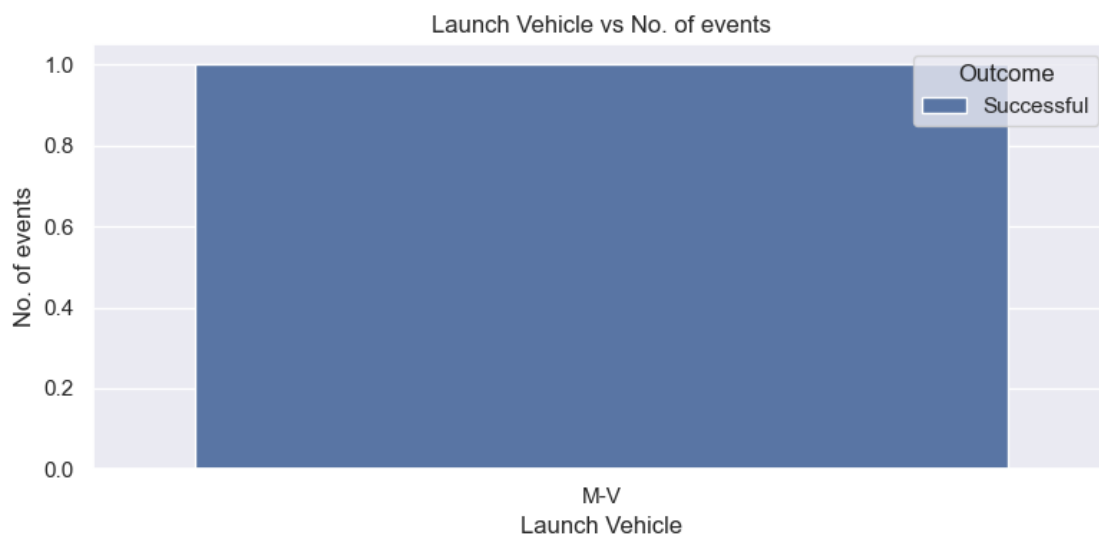 Launch Vehicle vs No. of events
Outcome
Successful
No. of events
1.0
0.8
0.6
0.4
0.2
0.0
M-V
Launch Vehicle